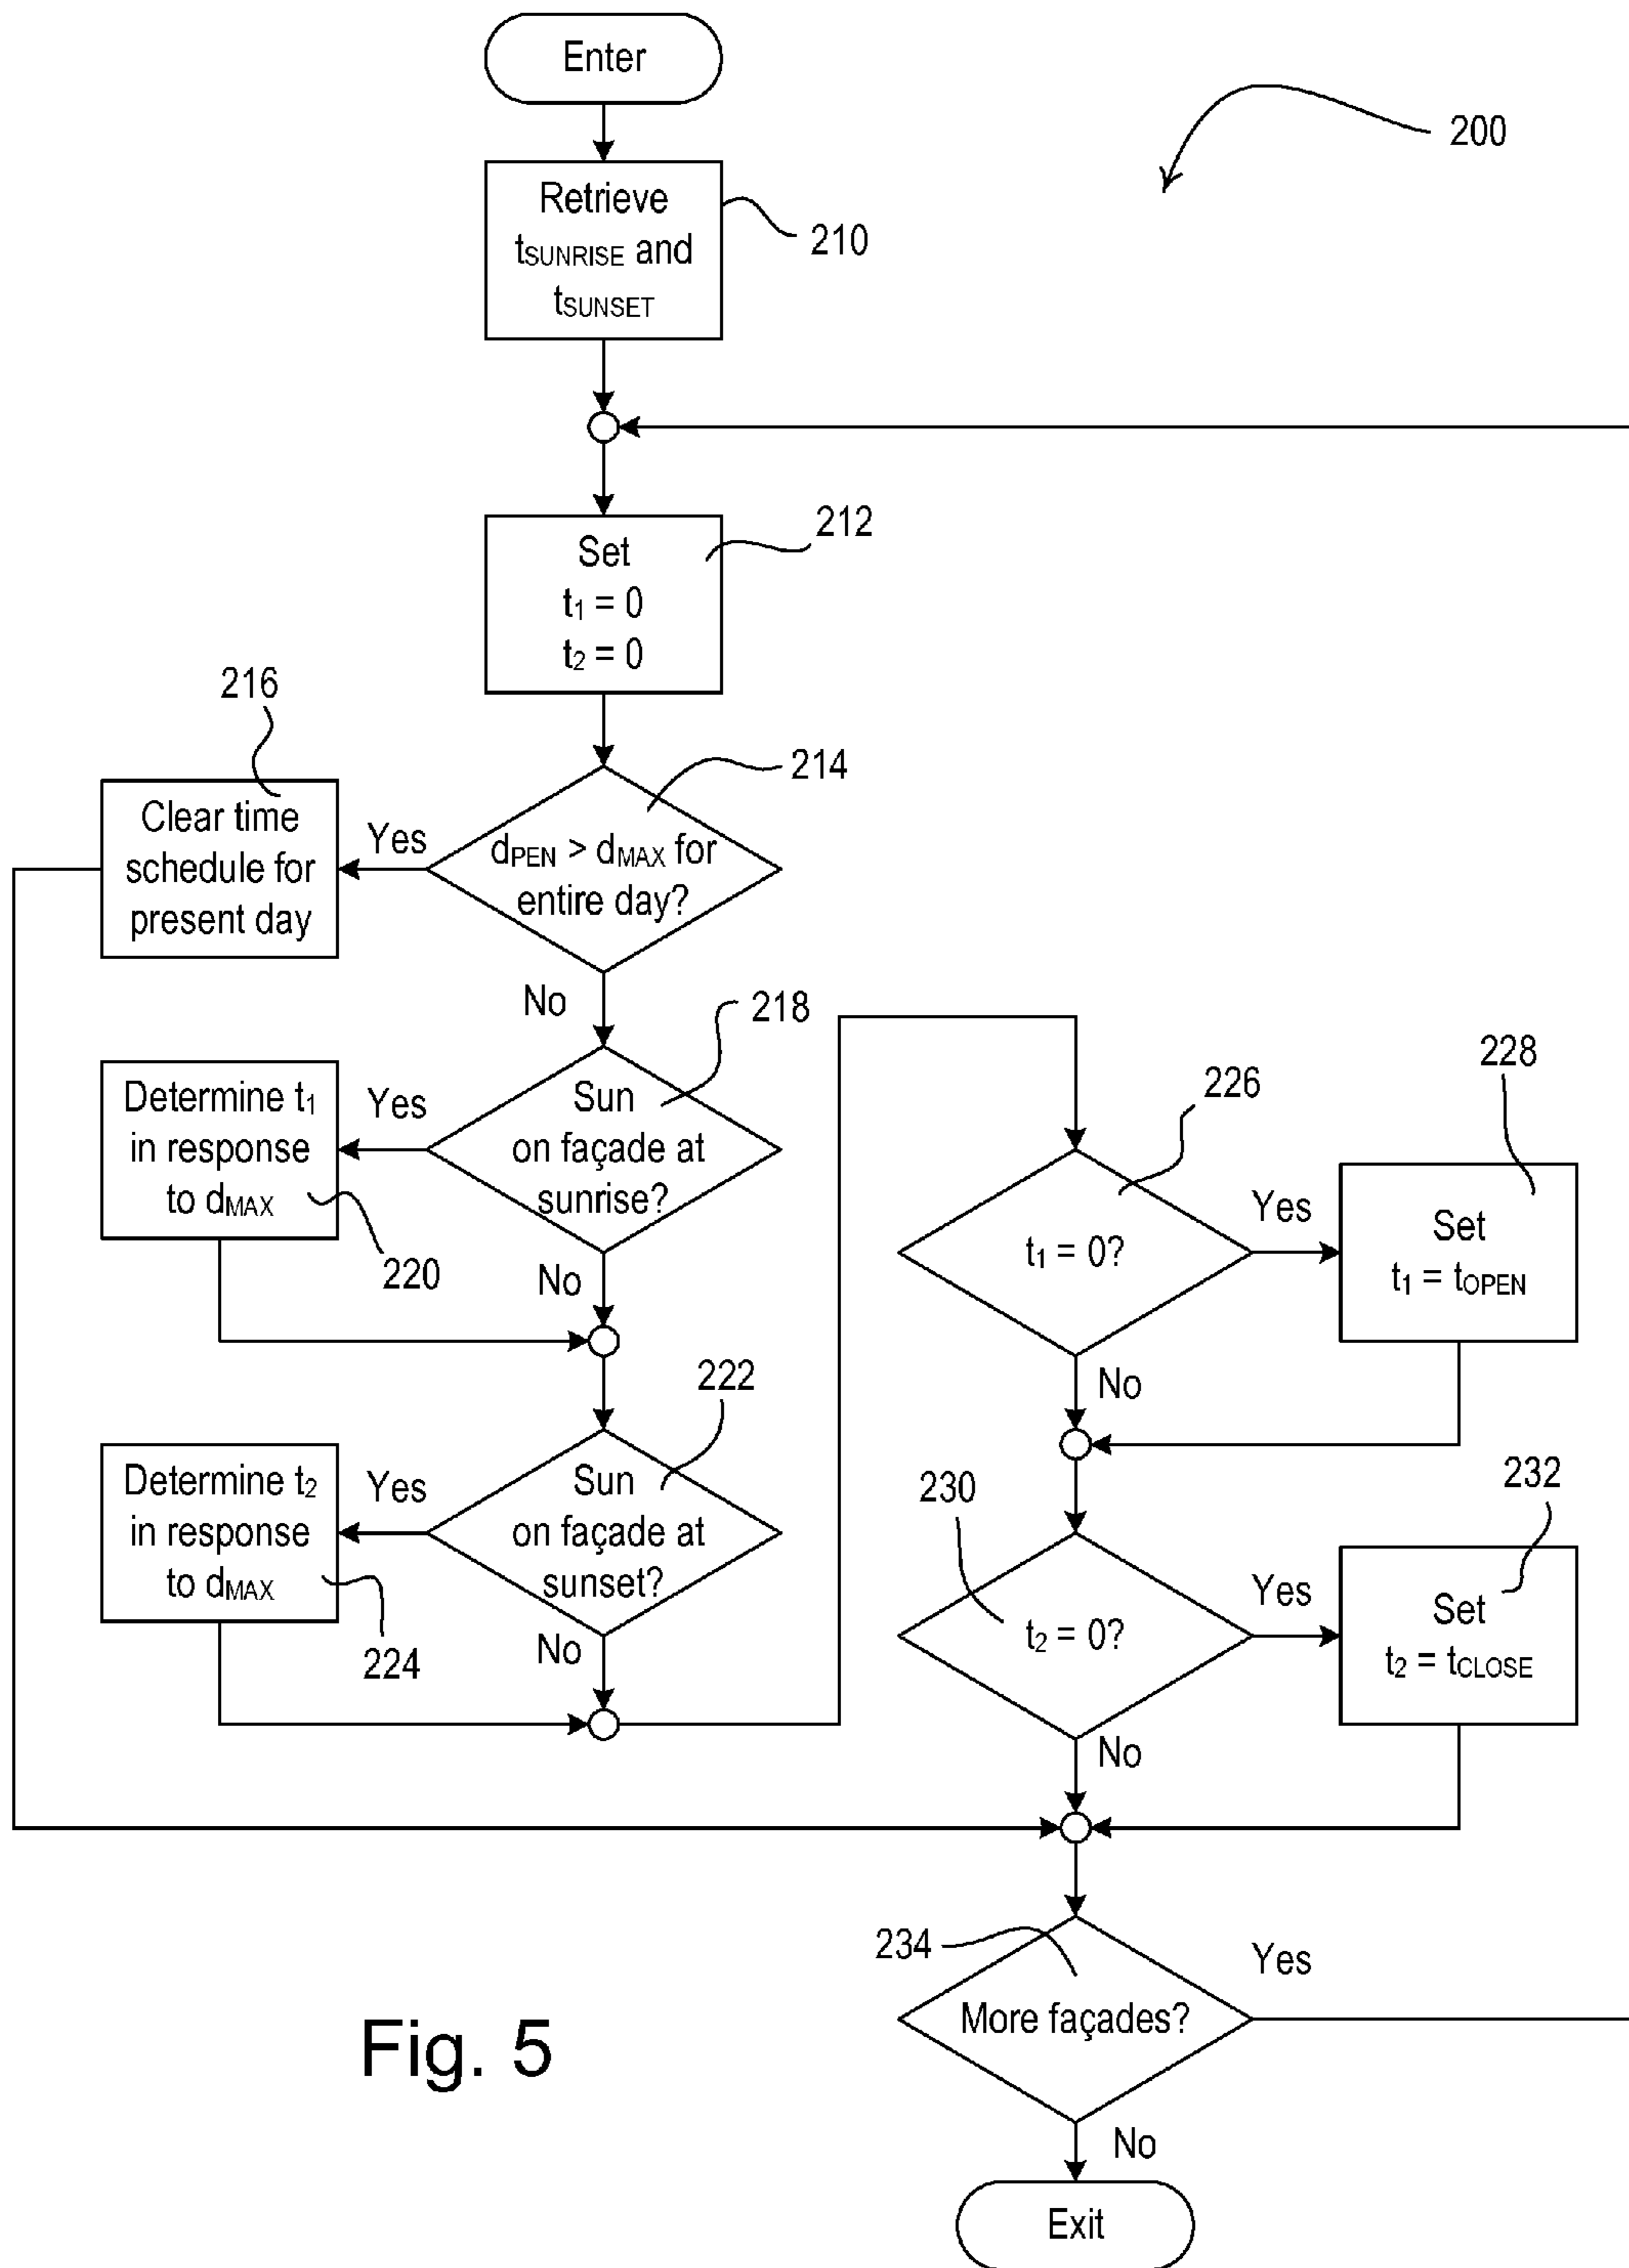 Enter
200
Retrieve
tSUNRISE and
tSUNSET
210
212
Set
t1 = 0
t2 = 0
216
214
Clear time
schedule for
present day
Yes
dPEN > dMAX for
entire day?
No
218
Determine t1
in response
to dMAX
Yes
Sun
on façade at
sunrise?
220
No
222
Determine t2
in response
to dMAX
Yes
Sun
on façade at
sunset?
224
No
226
228
t1 = 0?
Yes
Set
t1 = tOPEN
No
230
232
t2 = 0?
Yes
Set
t2 = tCLOSE
No
234
Yes
More façades?
No
Exit
Fig. 5